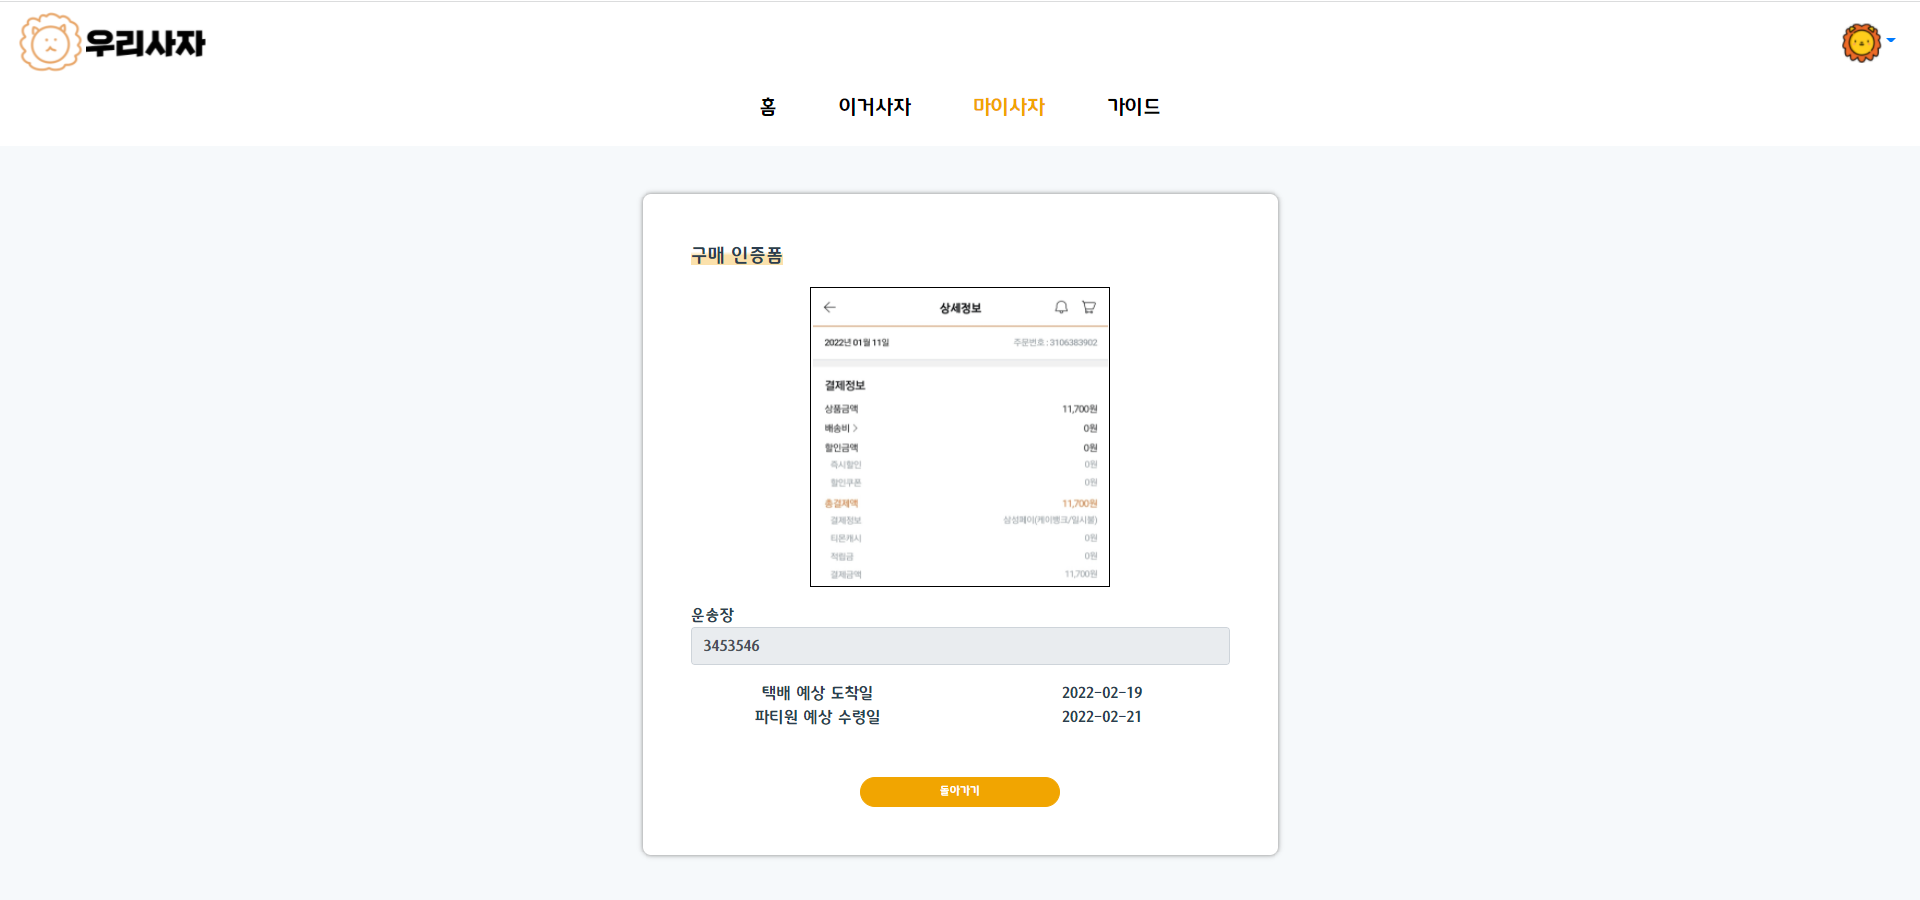 우리사자
홈 이거사자 마이사자 가이드
구매 인증폼
상세정보
2022년 01월 11일 주문번호 : 3106383902
결제정보
상품금액 11,700원
배송비 > 0원
할인금액 0원
즉시할인 0원
할인쿠폰 0원
총결제액 11,700원
결제정보 삼성페이(케이뱅크/일시불)
티몬캐시 0원
적립금 0원
결제금액 11,700원
운송장
3453546
택배 예상 도착일 2022-02-19
파티원 예상 수령일 2022-02-21
돌아가기